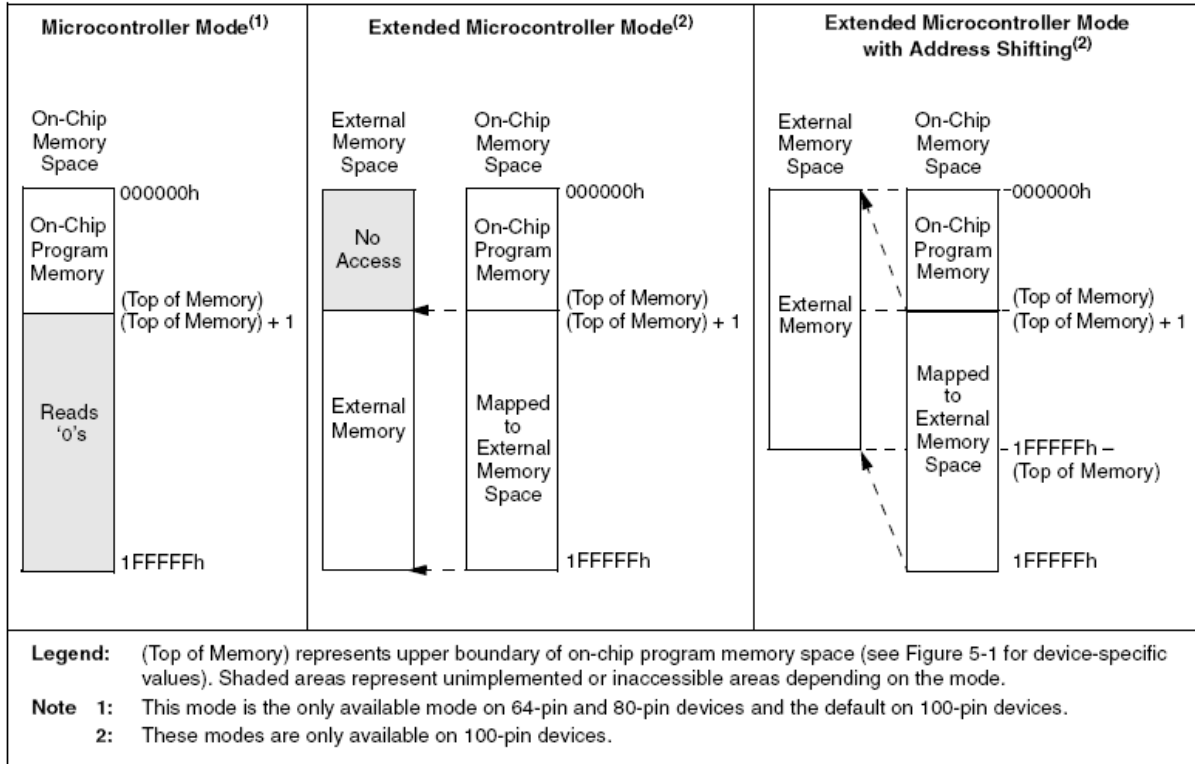 Microcontroller Mode(1)
On-Chip
Memory
Space
000000h
On-Chip
Program
Memory
(Top of Memory)
(Top of Memory) + 1
Reads
'0's
1FFFFFh
Extended Microcontroller Mode(2)
External
Memory
Space
On-Chip
Memory
Space
000000h
No
Access
On-Chip
Program
Memory
(Top of Memory)
(Top of Memory) + 1
External
Memory
Mapped
to
External
Memory
Space
1FFFFFh
Extended Microcontroller Mode
with Address Shifting(2)
External
Memory
Space
On-Chip
Memory
Space
000000h
On-Chip
Program
Memory
External
Memory
(Top of Memory)
(Top of Memory) + 1
Mapped
to
External
Memory
Space
1FFFFFh –
(Top of Memory)
1FFFFFh
Legend: (Top of Memory) represents upper boundary of on-chip program memory space (see Figure 5-1 for device-specific
values). Shaded areas represent unimplemented or inaccessible areas depending on the mode.
Note 1: This mode is the only available mode on 64-pin and 80-pin devices and the default on 100-pin devices.
2: These modes are only available on 100-pin devices.